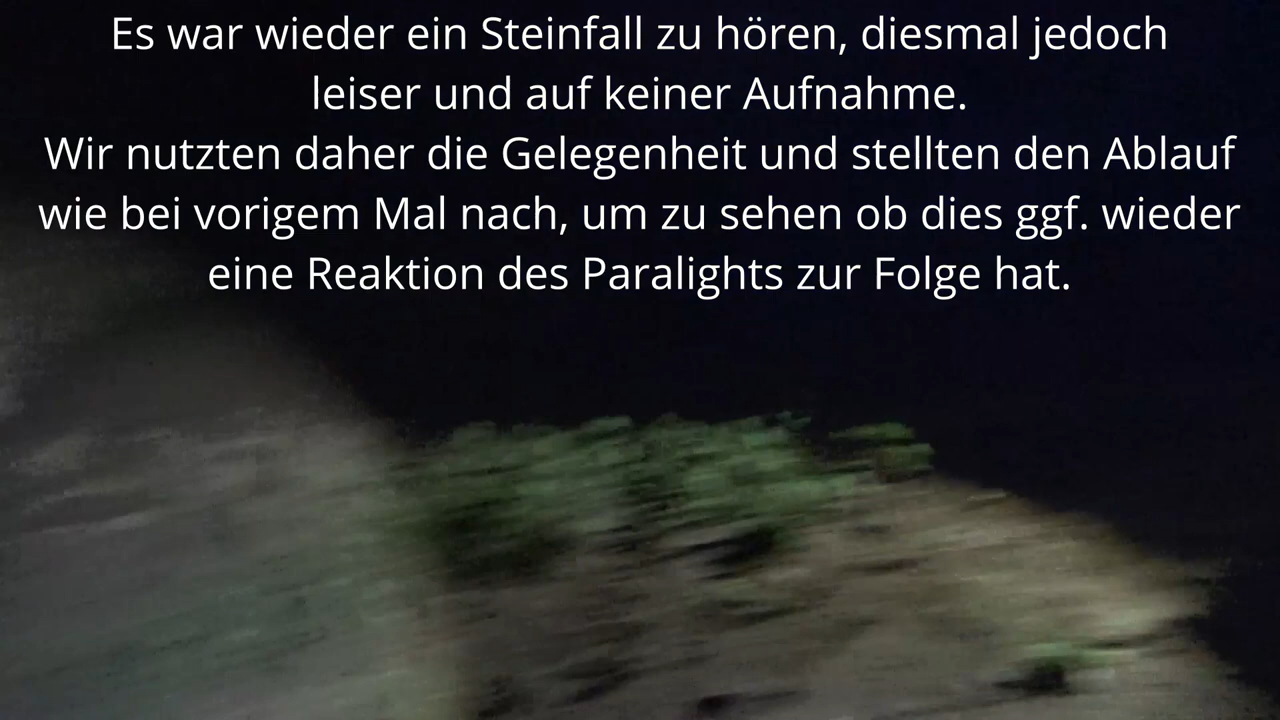 Es war wieder ein Steinfall zu hören, diesmal jedoch
leiser und auf keiner Aufnahme.
Wir nutzten daher die Gelegenheit und stellten den Ablauf
wie bei vorigem Mal nach, um zu sehen ob dies ggf. wieder
eine Reaktion des Paralights zur Folge hat.